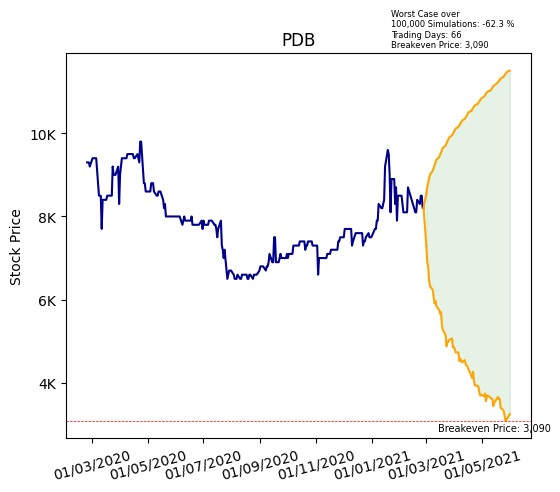 Worst Case over
100,000 Simulations: -62.3 %
Trading Days: 66
Breakeven Price: 3,090
PDB
Stock Price
10K
8K
6K
4K
Breakeven Price: 3,090
01/03/2020
01/05/2020
01/07/2020
01/09/2020
01/11/2020
01/01/2021
01/03/2021
01/05/2021